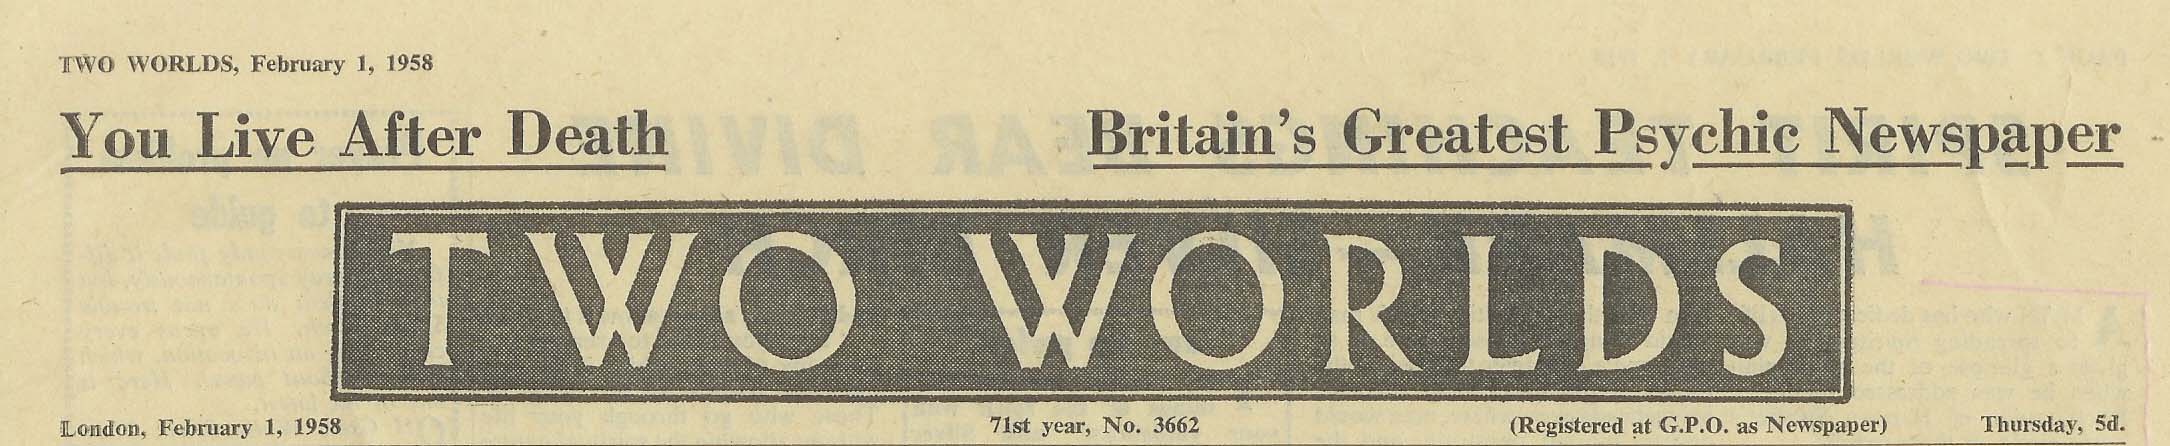 TWO WORLDS, February 1, 1958
You Live After Death Britain's Greatest Psychic Newspaper
TWO WORLDS
London, February 1, 1958 71st year, No. 3662 (Registered at G.P.O. as Newspaper) Thursday, 5d.